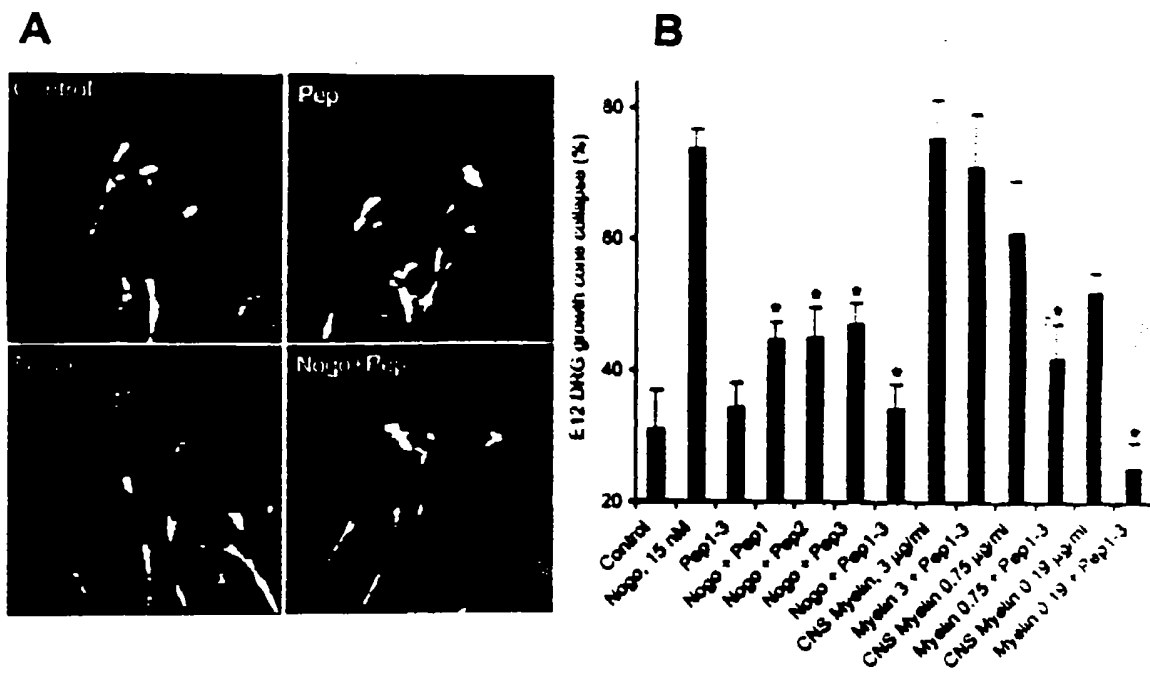 A
B
Control
Pep
Nogo+Pep
E12 DRG growth cone collapse (%)
80
60
40
20
Control
Nogo, 15 nM
Pep1-3
Nogo + Pep1
Nogo + Pep2
Nogo + Pep3
Nogo + Pep1-3
CNS Myelin, 3 µg/ml
Myelin 3 + Pep1-3
CNS Myelin 0.75 µg/ml
Myelin 0.75 + Pep1-3
CNS Myelin 0 19 µg/ml
Myelin 0 19 + Pep1-3